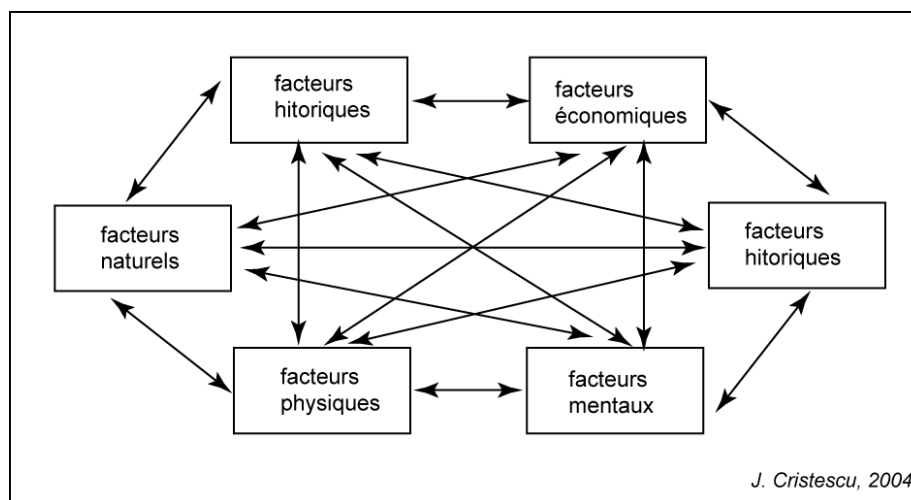 facteurs
hitoriques
facteurs
économiques
facteurs
naturels
facteurs
hitoriques
facteurs
physiques
facteurs
mentaux
J. Cristescu, 2004